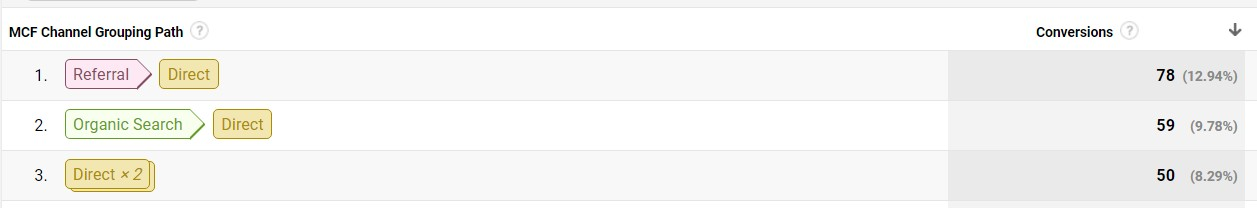 MCF Channel Grouping Path ? Conversions ?
1. Referral Direct 78 (12.94%)
2. Organic Search Direct 59 (9.78%)
3. Direct × 2 50 (8.29%)